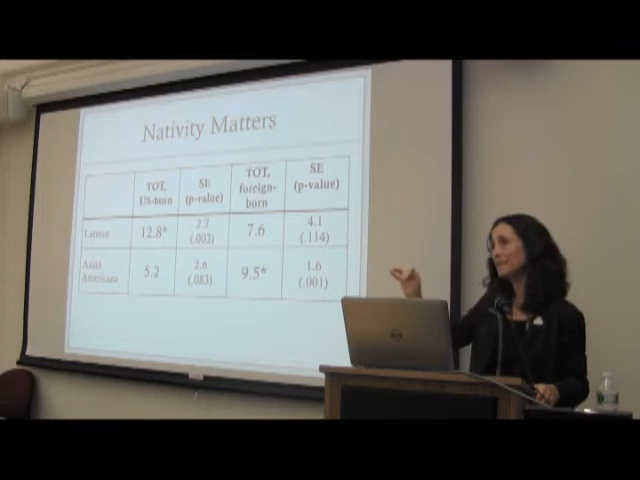 Nativity Matters
TOT, US-born SE (p-value) TOT, foreign-born SE (p-value)
Latinos 12.8* 2.7 (.003) 7.6 4.1 (.114)
Asian Americans 5.2 2.6 (.083) 9.5* 1.6 (.001)